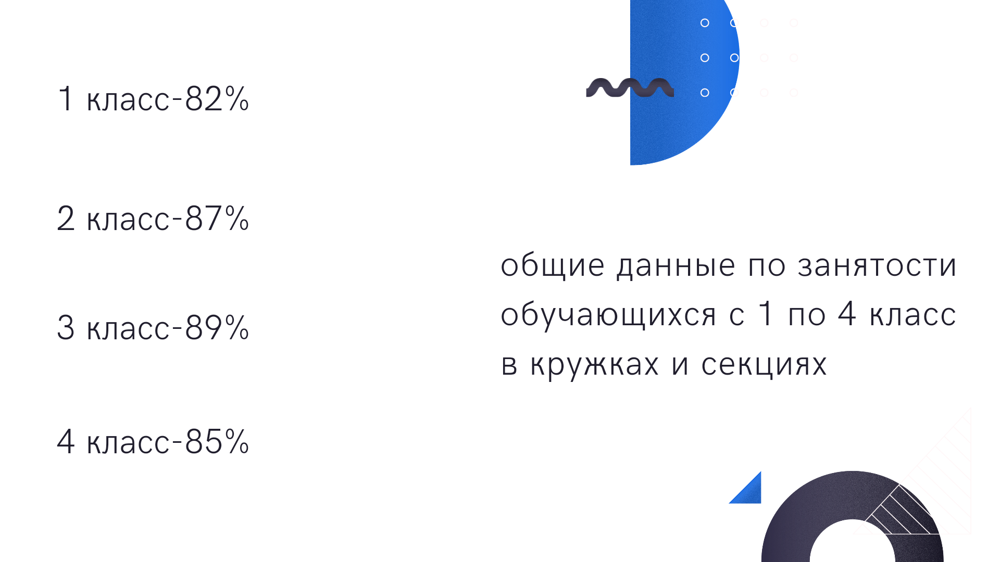 1 класс-82%
2 класс-87%
3 класс-89%
4 класс-85%
общие данные по занятости
обучающихся с 1 по 4 класс
в кружках и секциях